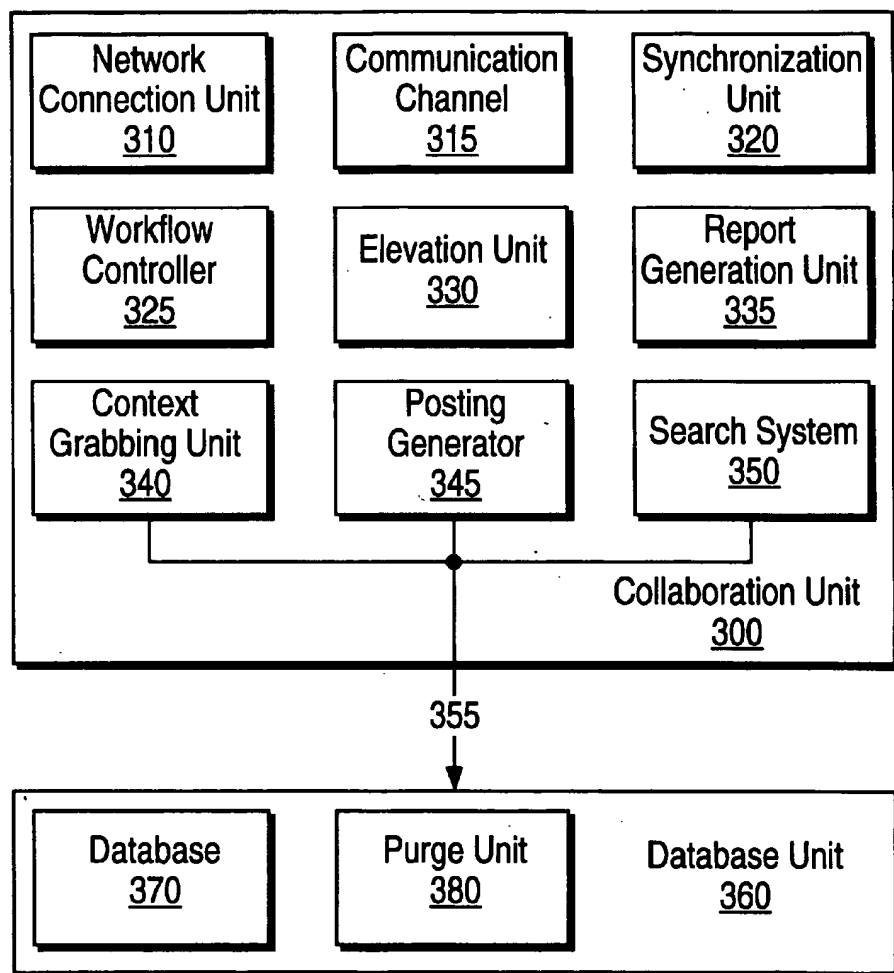 Network
Connection Unit
310
Communication
Channel
315
Synchronization
Unit
320
Workflow
Controller
325
Elevation Unit
330
Report
Generation Unit
335
Context
Grabbing Unit
340
Posting
Generator
345
Search System
350
Collaboration Unit
300
355
Database
370
Purge Unit
380
Database Unit
360